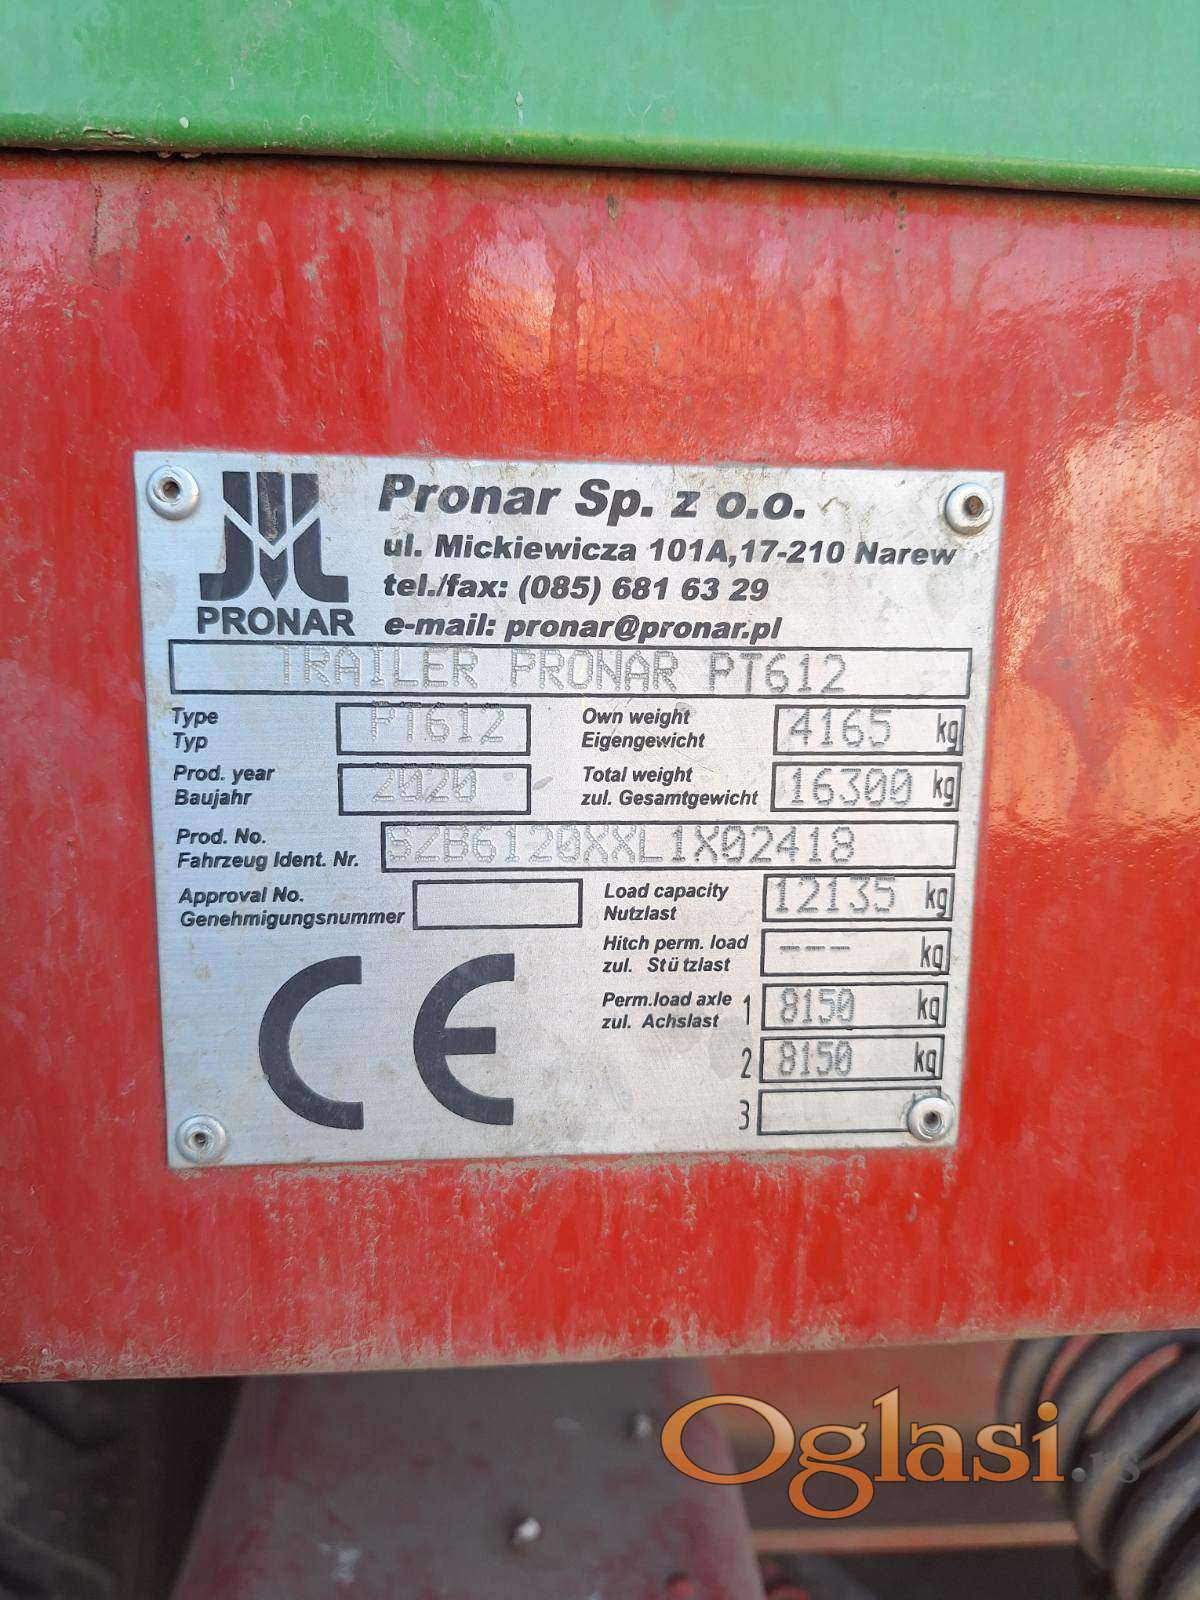 Pronar Sp. z o.o.
ul. Mickiewicza 101A,17-210 Narew
tel./fax: (085) 681 63 29
PRONAR e-mail: pronar@pronar.pl
TRAILER PRONAR PT612
Type PT612 Own weight 4165 kg
Typ Eigengewicht
Prod. year 2020 Total weight 16300 kg
Baujahr zul. Gesamtgewicht
Prod. No. SZB6120XXL1X02418
Fahrzeug Ident. Nr.
Approval No. Load capacity 12135 kg
Genehmigungsnummer Nutzlast
Hitch perm. load --- kg
zul. Stützlast
Perm.load axle 1 8150 kg
zul. Achslast
2 8150 kg
3
CE
Oglasi.rs